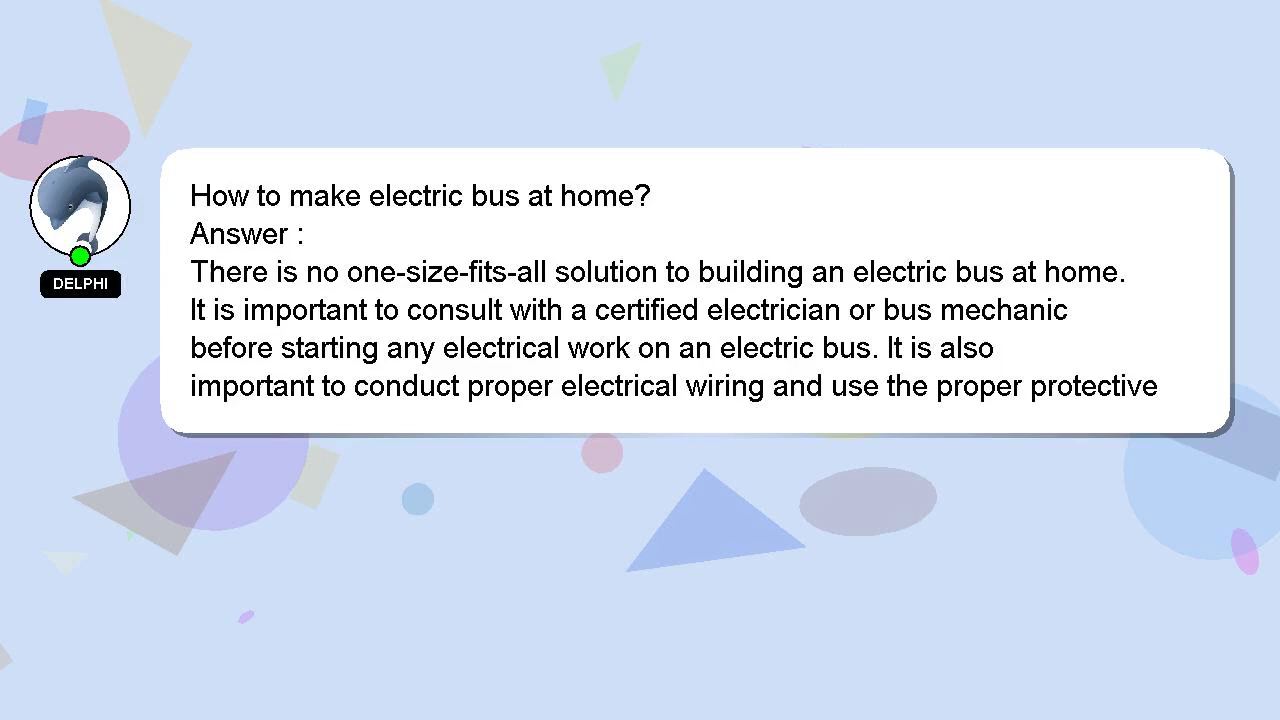 How to make electric bus at home?
Answer :
There is no one-size-fits-all solution to building an electric bus at home.
It is important to consult with a certified electrician or bus mechanic
before starting any electrical work on an electric bus. It is also
important to conduct proper electrical wiring and use the proper protective
DELPHI